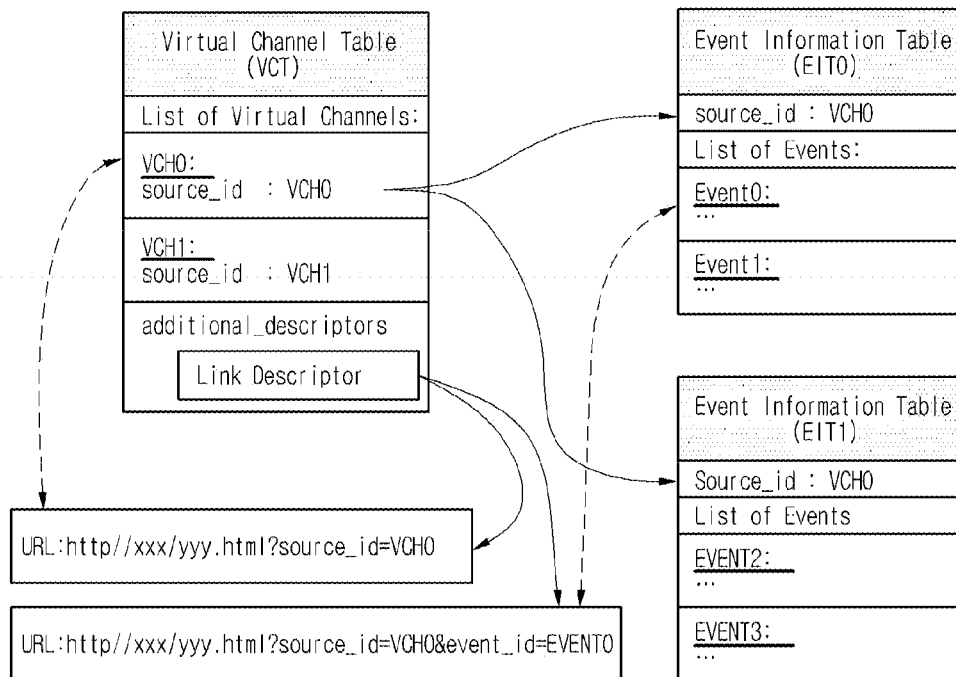 Virtual Channel Table
(VCT)
List of Virtual Channels:
VCH0:
source_id : VCH0
VCH1:
source_id : VCH1
additional_descriptors
Link Descriptor
Event Information Table
(EIT0)
source_id : VCH0
List of Events:
Event0:
...
Event1:
...
Event Information Table
(EIT1)
Source_id : VCH0
List of Events
EVENT2:
...
EVENT3:
...
URL:http//xxx/yyy.html?source_id=VCH0
URL:http//xxx/yyy.html?source_id=VCH0&event_id=EVENT0